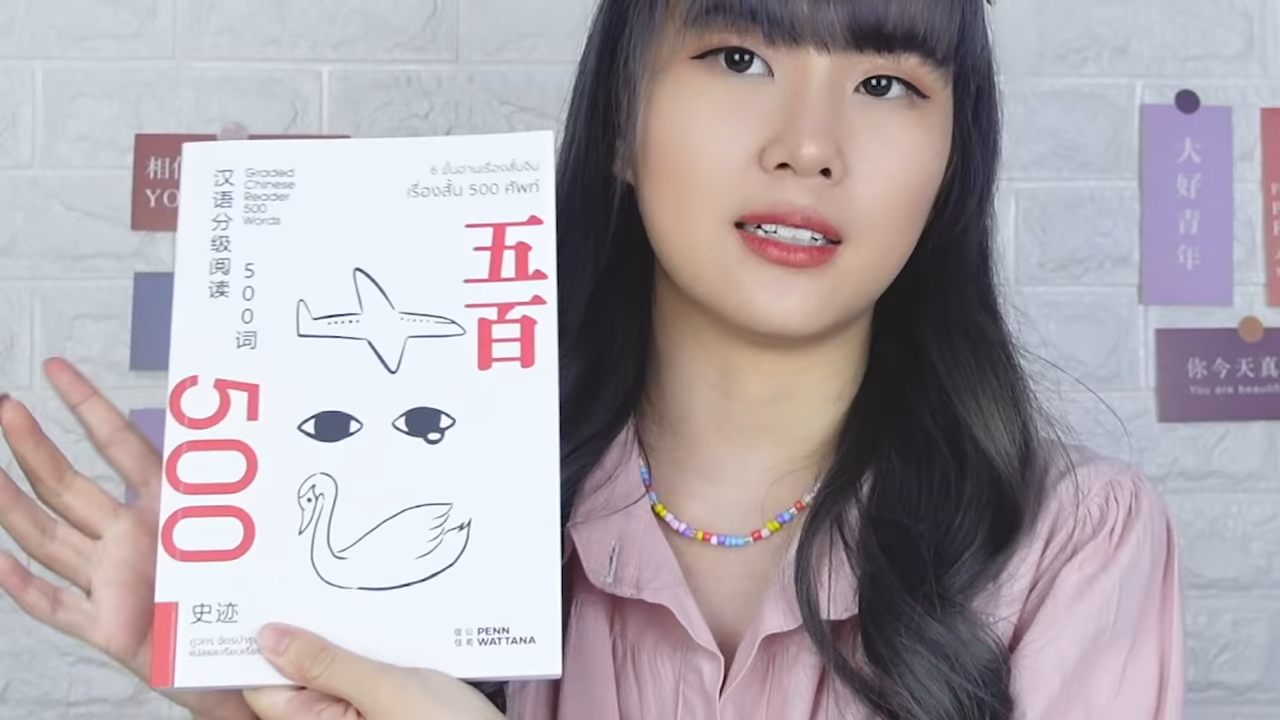 相
YO
汉语分级阅读
500词
Graded
Chinese
Reader
500
Words
6 ขั้นอ่านเรื่องสั้นจีน
เรื่องสั้น 500 ศัพท์
五百
500
史迹
PENN
WATTANA
大好青年
你今天真
You are beauti